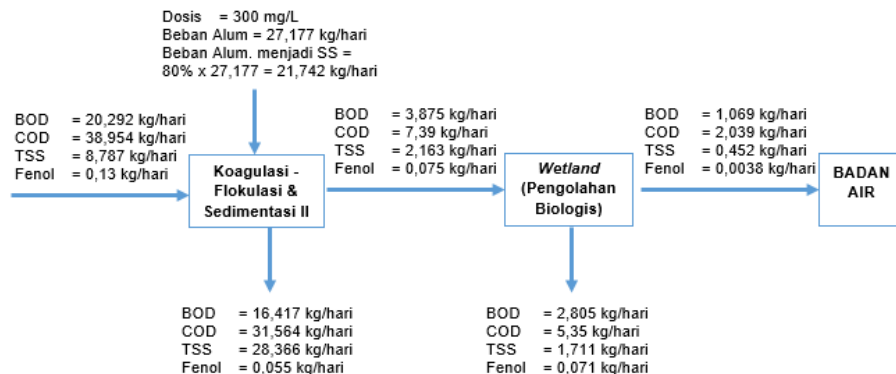 Dosis = 300 mg/L
Beban Alum = 27,177 kg/hari
Beban Alum. menjadi SS =
80% x 27,177 = 21,742 kg/hari
BOD = 20,292 kg/hari
COD = 38,954 kg/hari
TSS = 8,787 kg/hari
Fenol = 0,13 kg/hari
Koagulasi -
Flokulasi &
Sedimentasi II
BOD = 3,875 kg/hari
COD = 7,39 kg/hari
TSS = 2,163 kg/hari
Fenol = 0,075 kg/hari
Wetland
(Pengolahan
Biologis)
BOD = 1,069 kg/hari
COD = 2,039 kg/hari
TSS = 0,452 kg/hari
Fenol = 0,0038 kg/hari
BADAN
AIR
BOD = 16,417 kg/hari
COD = 31,564 kg/hari
TSS = 28,366 kg/hari
Fenol = 0,055 kg/hari
BOD = 2,805 kg/hari
COD = 5,35 kg/hari
TSS = 1,711 kg/hari
Fenol = 0,071 kg/hari